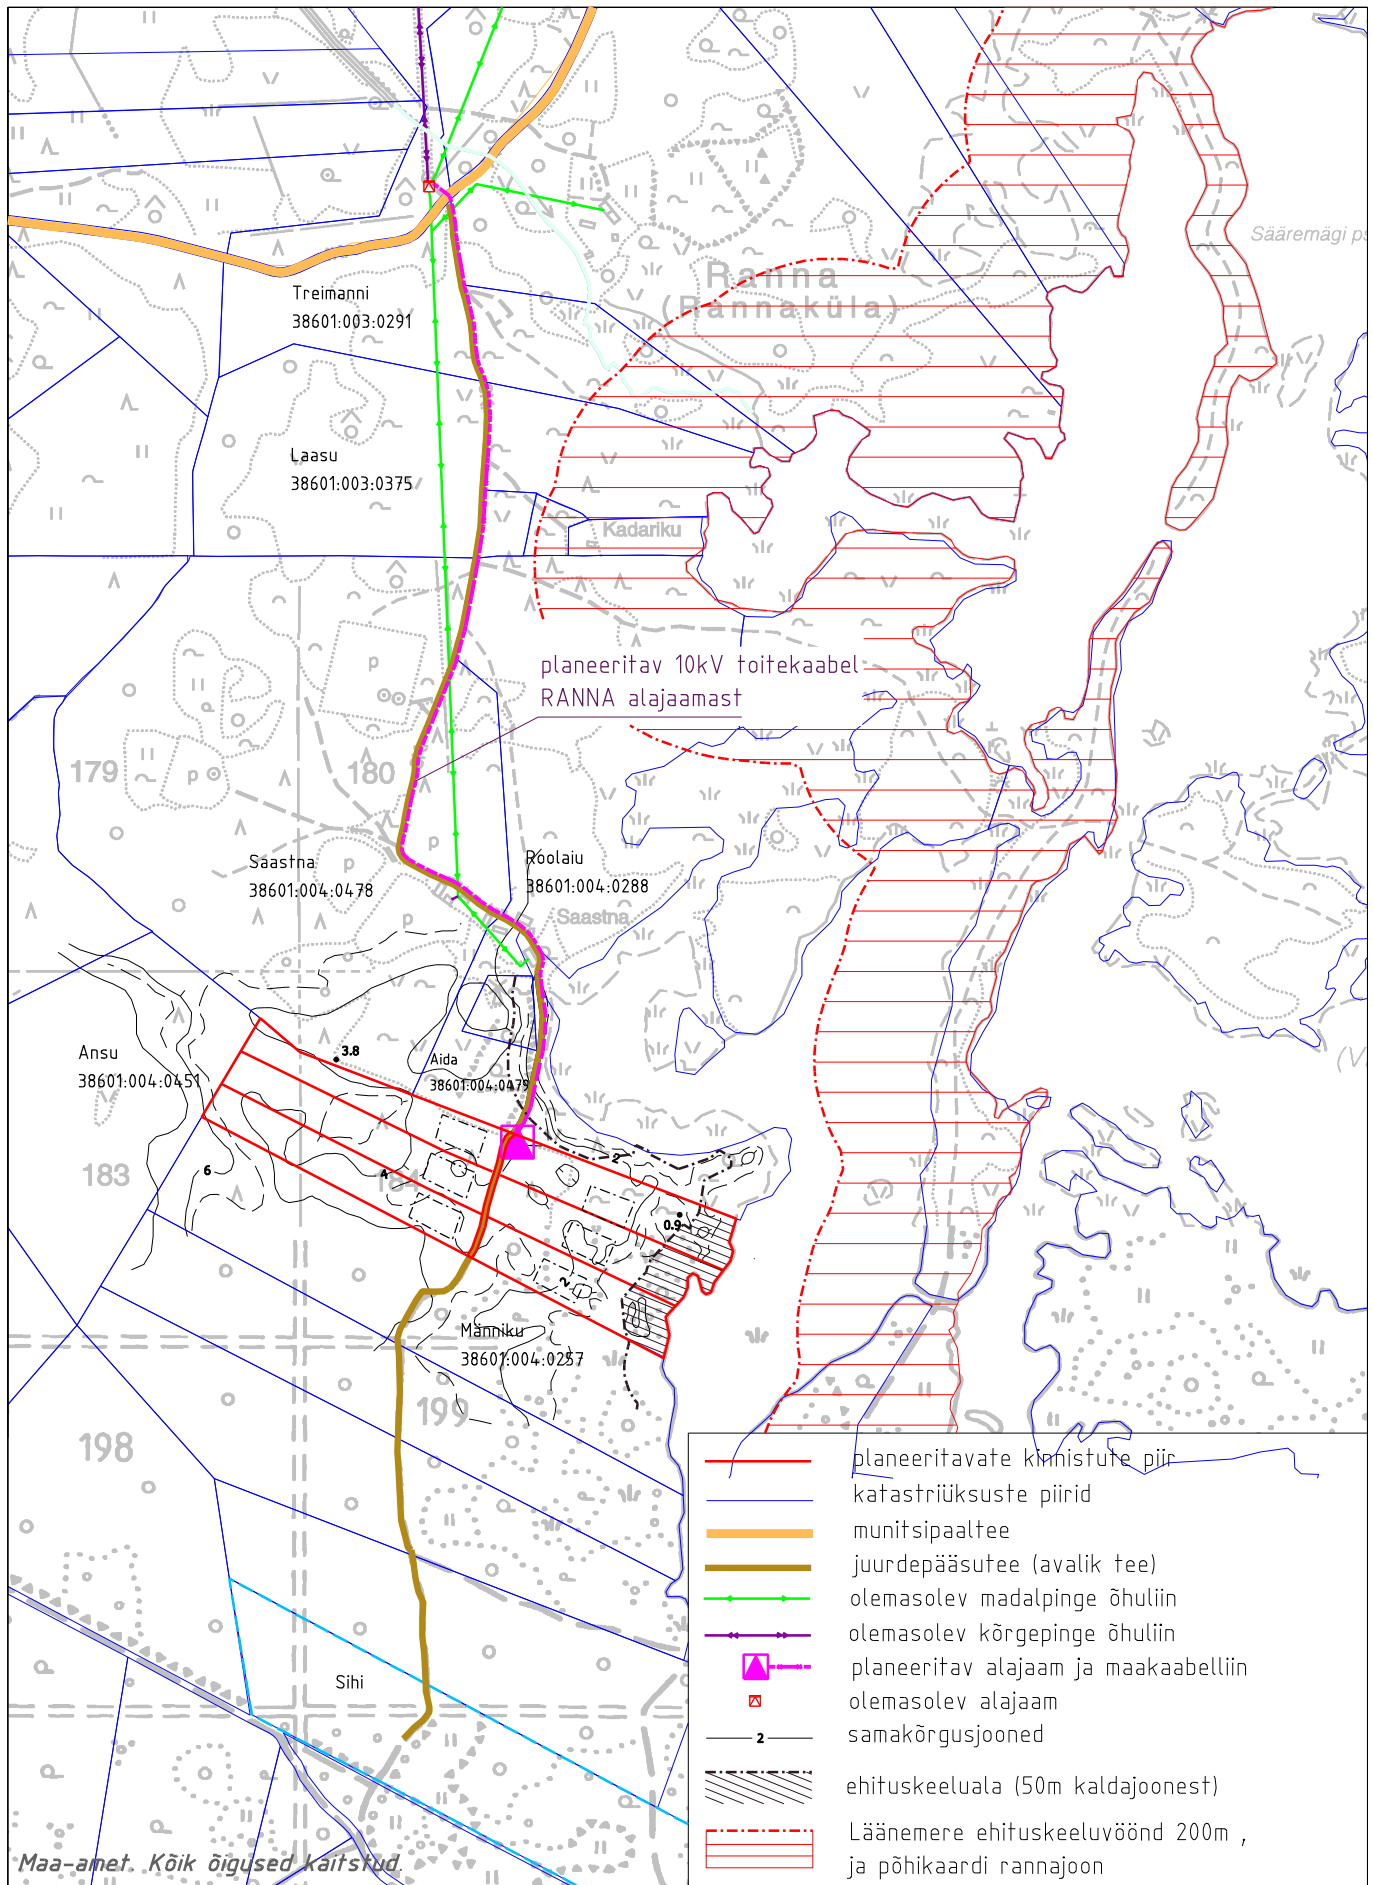 Sääremägi ps
Ranna
(Rannaküla)
Treimanni
38601:003:0291
Laasu
38601:003:0375
Kadariku
planeeritav 10kV toitekaabel
RANNA alajaamast
179
180
Saastna
38601:004:0478
Roolaiu
38601:004:0288
Saastna
Ansu
38601:004:0451
3.8
Aida
38601:004:0479
(V
183
6
4
184
2
0.9
2
Männiku
38601:004:0257
199
198
Sihi
planeeritavate kinnistute piir
katastriüksuste piirid
munitsipaaltee
juurdepääsutee (avalik tee)
olemasolev madalpinge õhuliin
olemasolev kõrgepinge õhuliin
planeeritav alajaam ja maakaabelliin
olemasolev alajaam
2
samakõrgusjooned
ehituskeeluala (50m kaldajoonest)
Läänemere ehituskeeluvöönd 200m ,
ja põhikaardi rannajoon
Maa-amet. Kõik õigused kaitstud.